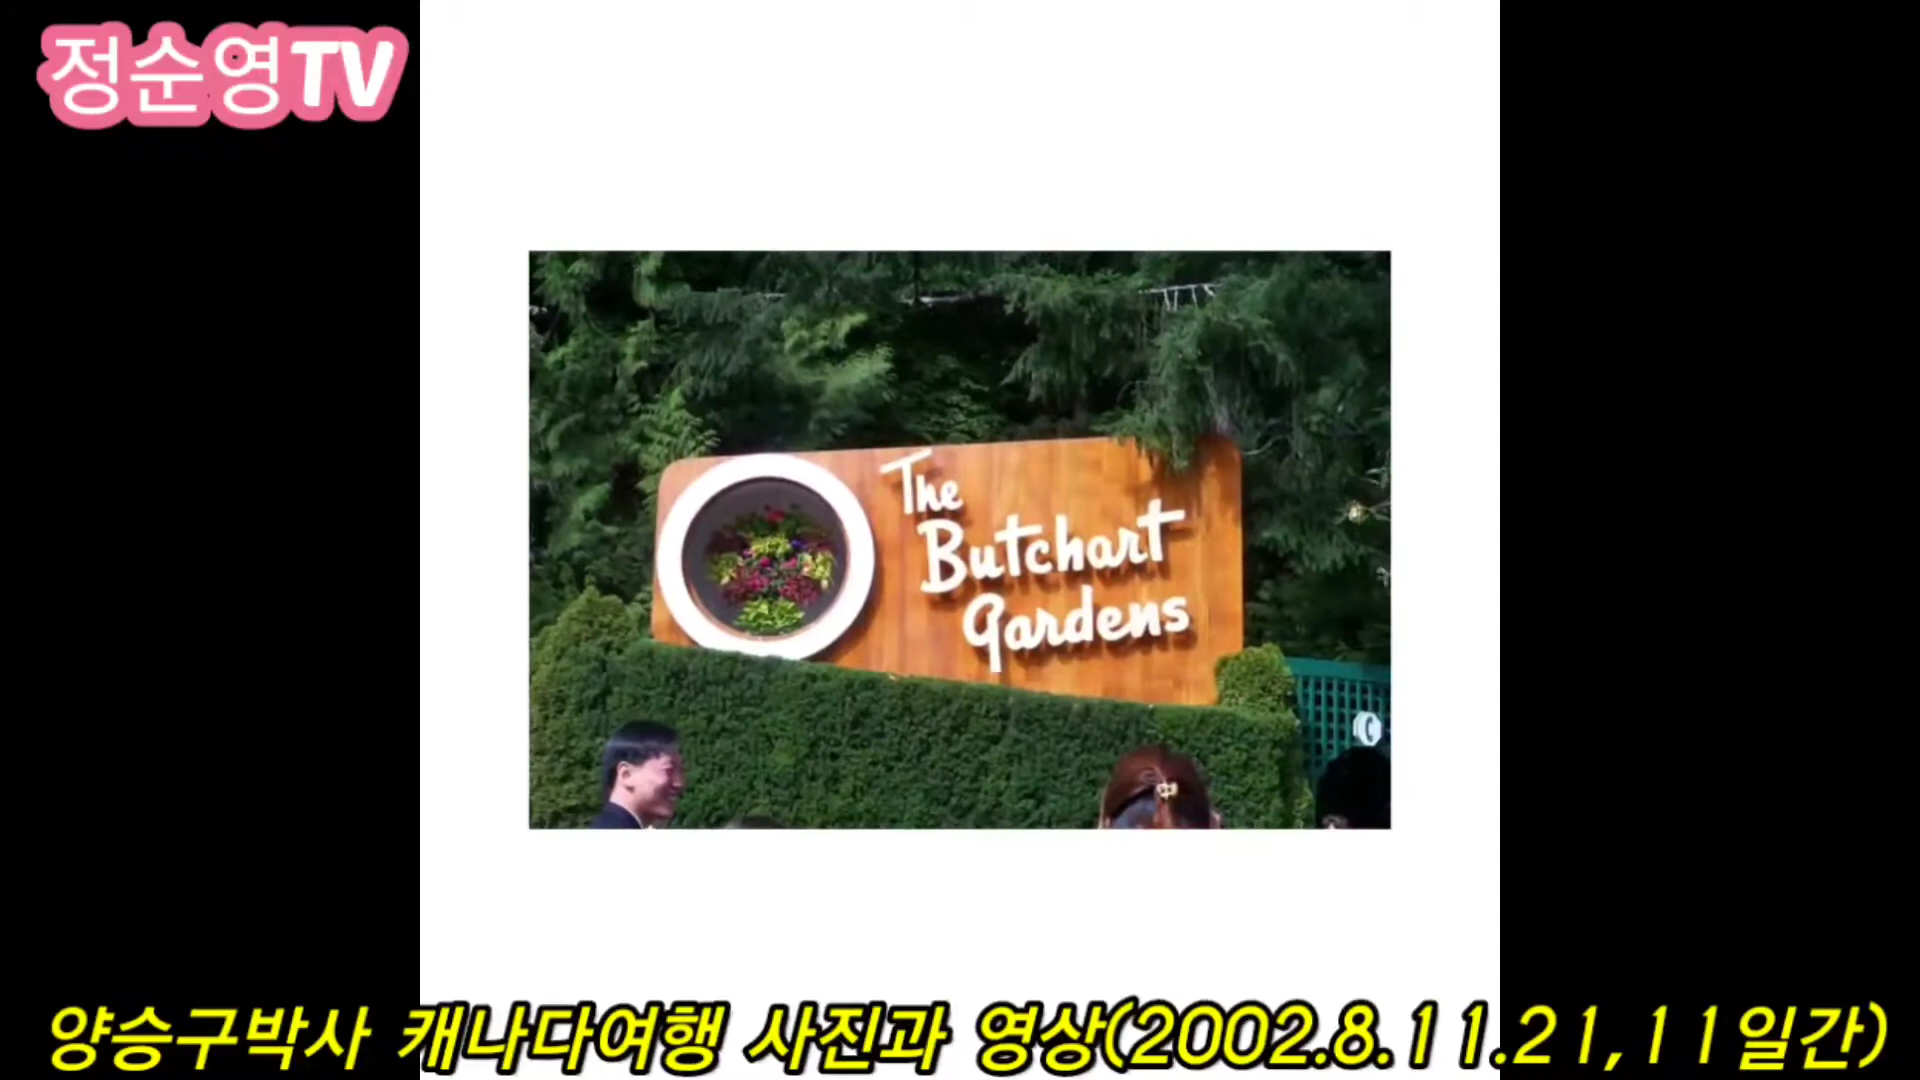 정순영TV
The
Butchart
Gardens
양승구박사 캐나다여행 사진과 영상(2002.8.11.21,11일간)